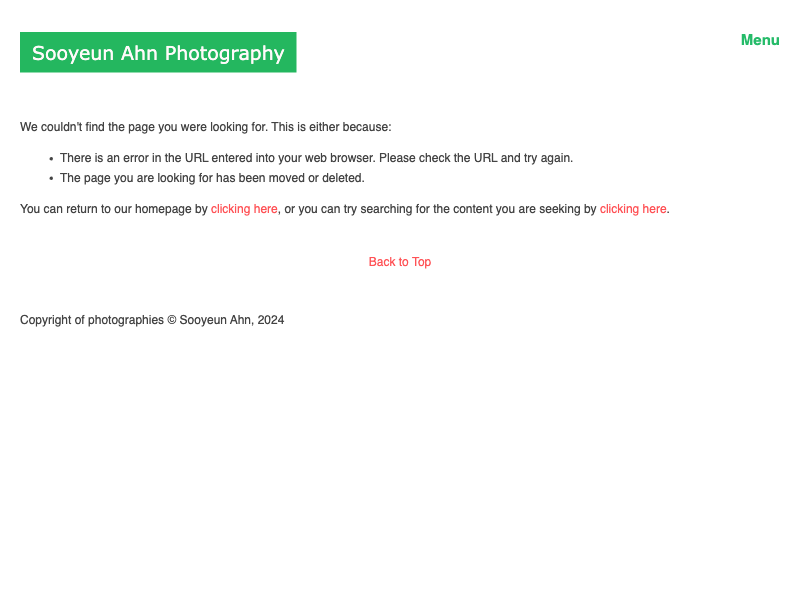 Sooyeun Ahn Photography
Menu
We couldn't find the page you were looking for. This is either because:
• There is an error in the URL entered into your web browser. Please check the URL and try again.
• The page you are looking for has been moved or deleted.
You can return to our homepage by clicking here, or you can try searching for the content you are seeking by clicking here.
Back to Top
Copyright of photographies © Sooyeun Ahn, 2024